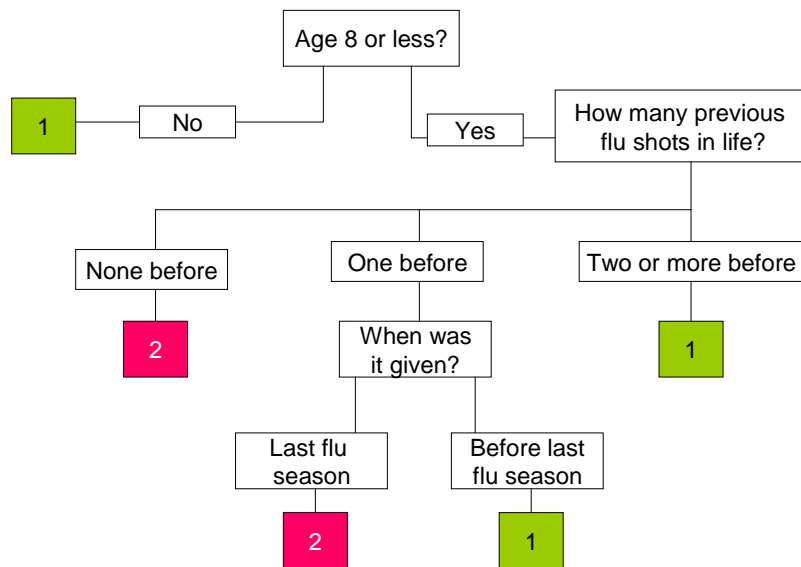 Age 8 or less?
1
No
Yes
How many previous
flu shots in life?
None before
One before
Two or more before
2
When was
it given?
1
Last flu
season
Before last
flu season
2
1